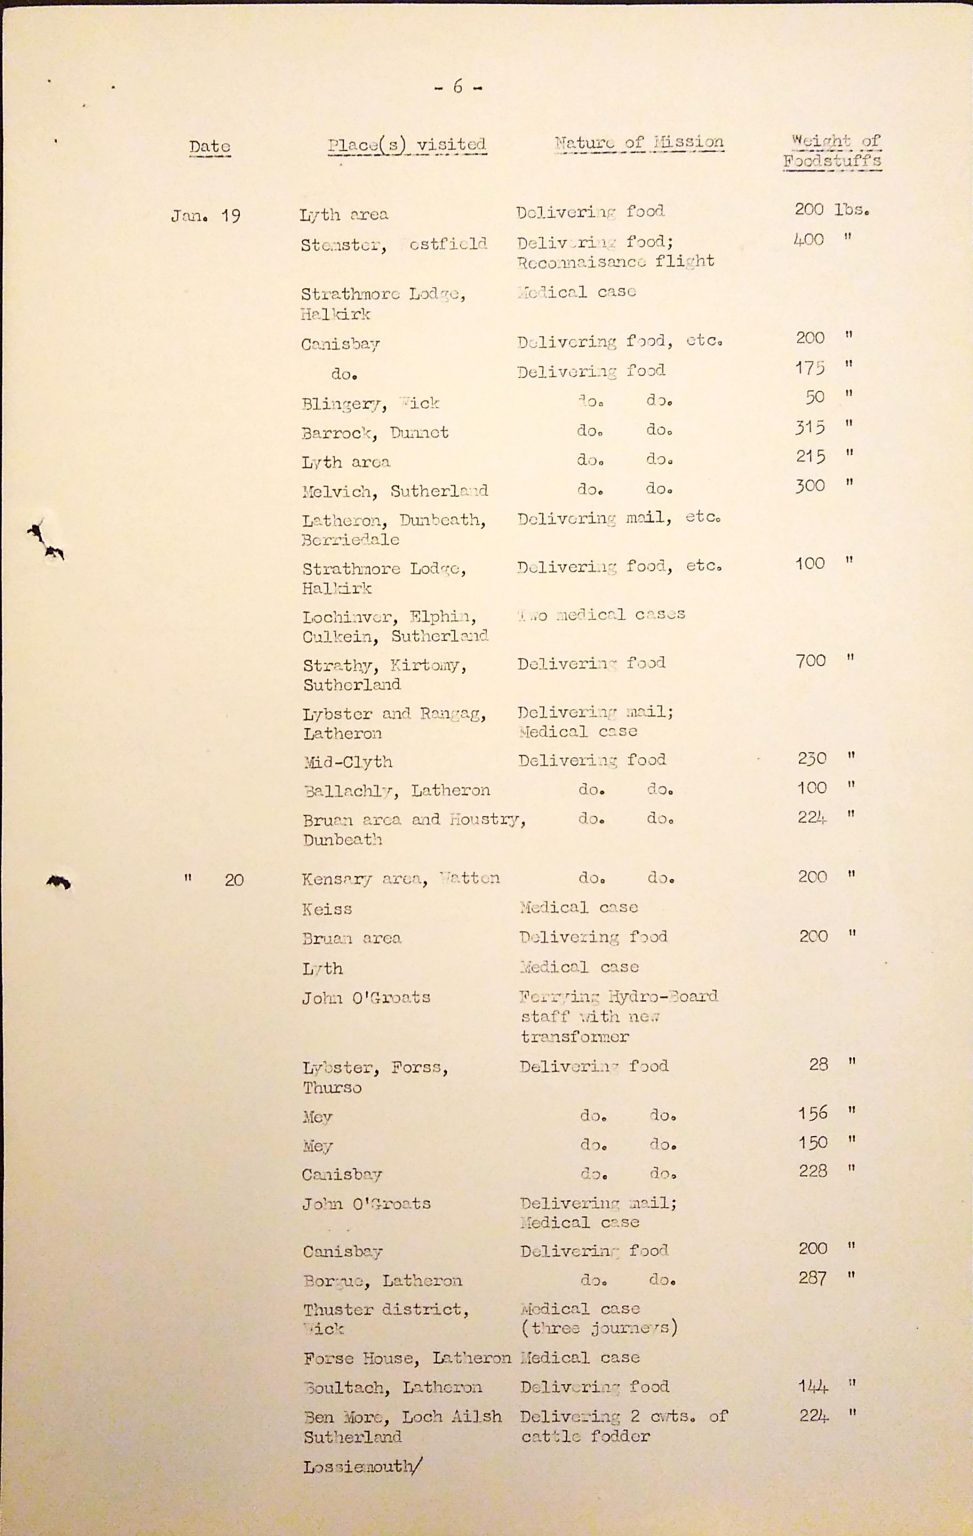 - 6 -
Date Place(s) visited Nature of Mission Weight of
Foodstuffs
Jan. 19 Lyth area Delivering food 200 lbs.
Stemster, Westfield Delivering food; 400 "
Reconnaisance flight
Strathmore Lodge, Medical case
Halkirk
Canisbay Delivering food, etc. 200 "
do. Delivering food 175 "
Blingery, Wick do. do. 50 "
Barrock, Dunnet do. do. 315 "
Lyth area do. do. 215 "
Melvich, Sutherland do. do. 300 "
Latheron, Dunbeath, Delivering mail, etc.
Berriedale
Strathmore Lodge, Delivering food, etc. 100 "
Halkirk
Lochinver, Elphin, Two medical cases
Culkein, Sutherland
Strathy, Kirtomy, Delivering food 700 "
Sutherland
Lybster and Rangag, Delivering mail;
Latheron Medical case
Mid-Clyth Delivering food 230 "
Ballachly, Latheron do. do. 100 "
Bruan area and Houstry, do. do. 224 "
Dunbeath
" 20 Kensary area, Watten do. do. 200 "
Keiss Medical case
Bruan area Delivering food 200 "
Lyth Medical case
John O'Groats Ferrying Hydro-Board
staff with new
transformer
Lybster, Forss, Delivering food 28 "
Thurso
Mey do. do. 156 "
Mey do. do. 150 "
Canisbay do. do. 228 "
John O'Groats Delivering mail;
Medical case
Canisbay Delivering food 200 "
Borgue, Latheron do. do. 287 "
Thuster district, Medical case
Wick (three journeys)
Forse House, Latheron Medical case
Boultach, Latheron Delivering food 144 "
Ben More, Loch Ailsh Delivering 2 cwts. of 224 "
Sutherland cattle fodder
Lossiemouth/